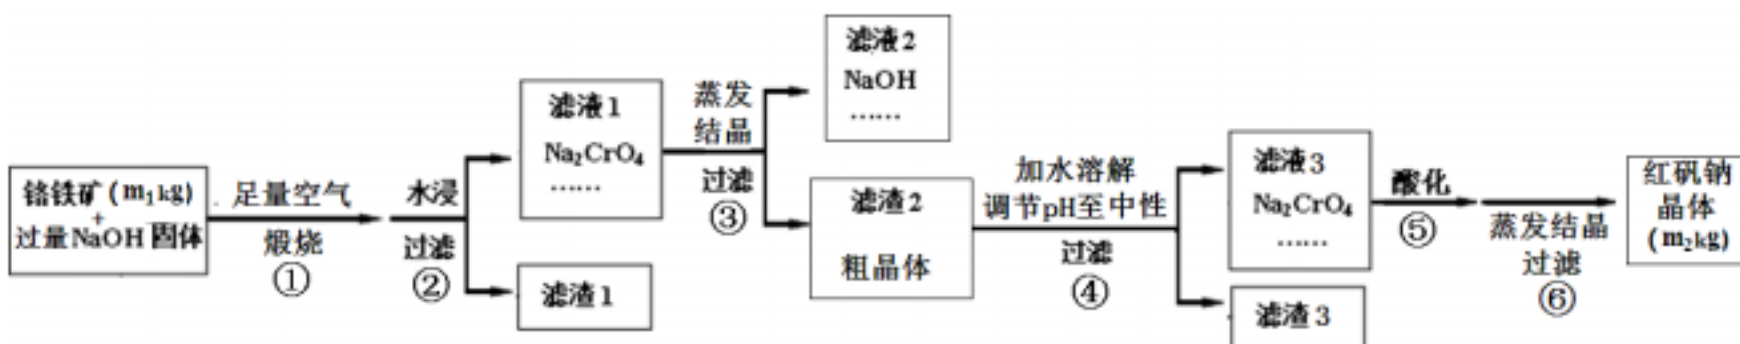 铬铁矿(m₁kg)
+
过量NaOH固体
足量空气
煅烧
①
水浸
过滤
②
滤液1
Na₂CrO₄
······
滤渣1
蒸发
结晶
过滤
③
滤液2
NaOH
······
滤渣2
粗晶体
加水溶解
调节pH至中性
过滤
④
滤液3
Na₂CrO₄
······
滤渣3
酸化
⑤
蒸发结晶
过滤
⑥
红矾钠
晶体
(m₂kg)